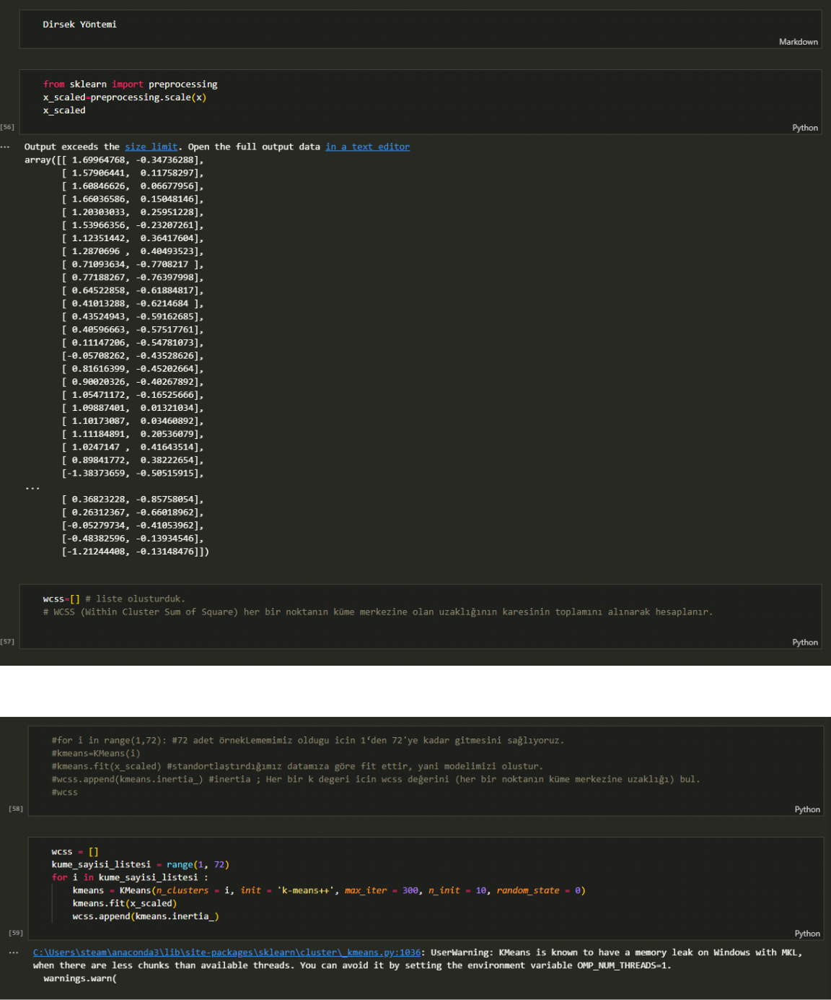 Dirsek Yöntemi
Markdown
from sklearn import preprocessing
x_scaled=preprocessing.scale(x)
x_scaled
[56]
Python
... Output exceeds the size limit. Open the full output data in a text editor
array([[ 1.69964768, -0.34736288],
[ 1.57906441,  0.11758297],
[ 1.60846626,  0.06677956],
[ 1.66036586,  0.15048146],
[ 1.20303033,  0.25951228],
[ 1.53966356, -0.23207261],
[ 1.12351442,  0.36417604],
[ 1.2870696 ,  0.40493523],
[ 0.71093634, -0.7708217 ],
[ 0.77188267, -0.76397998],
[ 0.64522858, -0.61884817],
[ 0.41013288, -0.6214684 ],
[ 0.43524943, -0.59162685],
[ 0.40596663, -0.57517761],
[ 0.11147206, -0.54781073],
[-0.05708262, -0.43528626],
[ 0.81616399, -0.45202664],
[ 0.90020326, -0.40267892],
[ 1.05471172, -0.16525666],
[ 1.09887401,  0.01321034],
[ 1.10173087,  0.03460892],
[ 1.11184891,  0.20536079],
[ 1.0247147 ,  0.41643514],
[ 0.89841772,  0.38222654],
[-1.38373659, -0.50515915],
...
[ 0.36823228, -0.85758054],
[ 0.26312367, -0.66018962],
[-0.05279734, -0.41053962],
[-0.48382596, -0.13934546],
[-1.21244408, -0.13148476]])
wcss=[] # liste olusturduk.
# WCSS (Within Cluster Sum of Square) her bir noktanın küme merkezine olan uzaklığının karesinin toplamını alınarak hesaplanır.
[57]
Python
#for i in range(1,72): #72 adet örnekLememimiz oldugu icin 1‘den 72'ye kadar gitmesini sağlıyoruz.
#kmeans=KMeans(i)
#kmeans.fit(x_scaled) #standortlaştırdığımız datamıza göre fit ettir, yani modelimizi olustur.
#wcss.append(kmeans.inertia_) #inertia ; Her bir k degeri icin wcss değerini (her bir noktanın küme merkezine uzaklığı) bul.
#wcss
[58]
Python
wcss = []
kume_sayisi_listesi = range(1, 72)
for i in kume_sayisi_listesi :
kmeans = KMeans(n_clusters = i, init = 'k-means++', max_iter = 300, n_init = 10, random_state = 0)
kmeans.fit(x_scaled)
wcss.append(kmeans.inertia_)
[59]
Python
... C:\Users\steam\anaconda3\lib\site-packages\sklearn\cluster\_kmeans.py:1036: UserWarning: KMeans is known to have a memory leak on Windows with MKL,
when there are less chunks than available threads. You can avoid it by setting the environment variable OMP_NUM_THREADS=1.
warnings.warn(